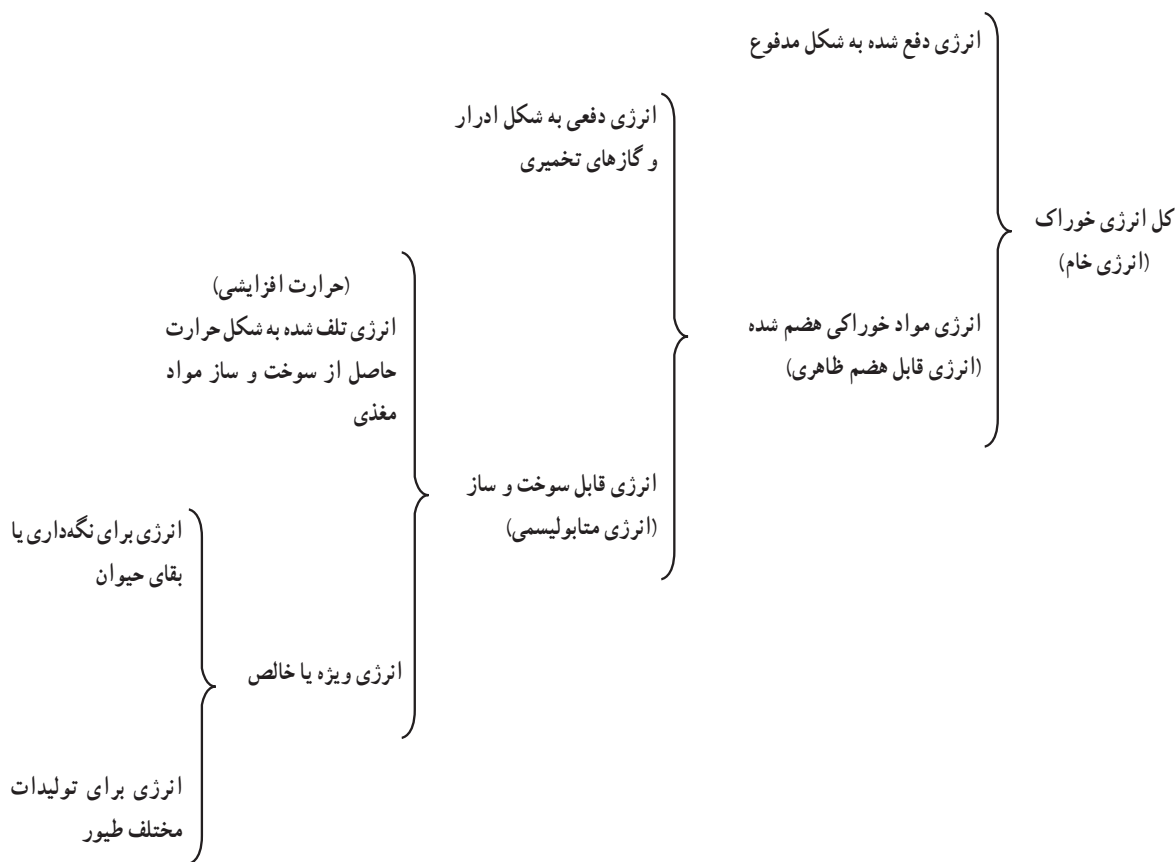 کل انرژی خوراک
(انرژی خام)
انرژی دفع شده به شکل مدفوع
انرژی مواد خوراکی هضم شده
(انرژی قابل هضم ظاهری)
انرژی دفعی به شکل ادرار
و گازهای تخمیری
انرژی قابل سوخت و ساز
(انرژی متابولیسمی)
(حرارت افزایشی)
انرژی تلف شده به شکل حرارت
حاصل از سوخت و ساز مواد
مغذی
انرژی ویژه یا خالص
انرژی برای نگه‌داری یا
بقای حیوان
انرژی برای تولیدات
مختلف طیور